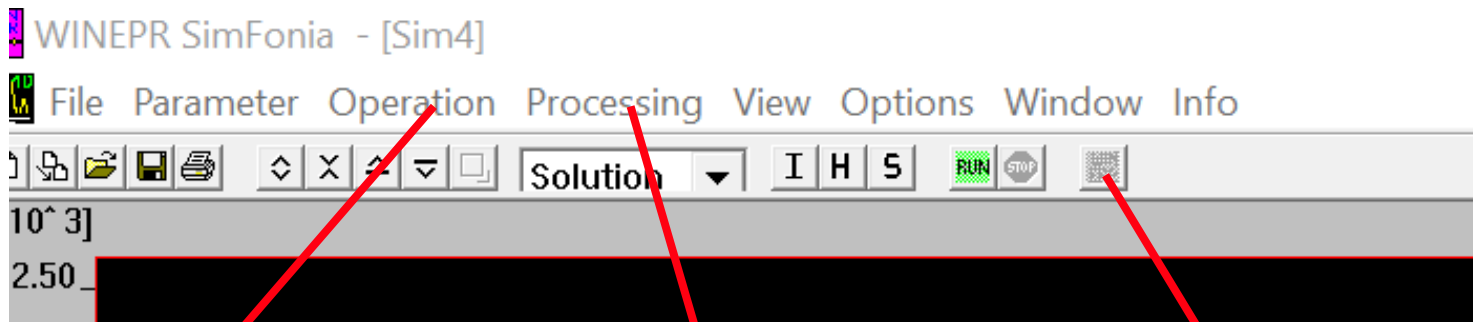 WINEPR SimFonia - [Sim4]
File Parameter Operation Processing View Options Window Info
Solution I H S RUN STOP
10^ 3]
2.50